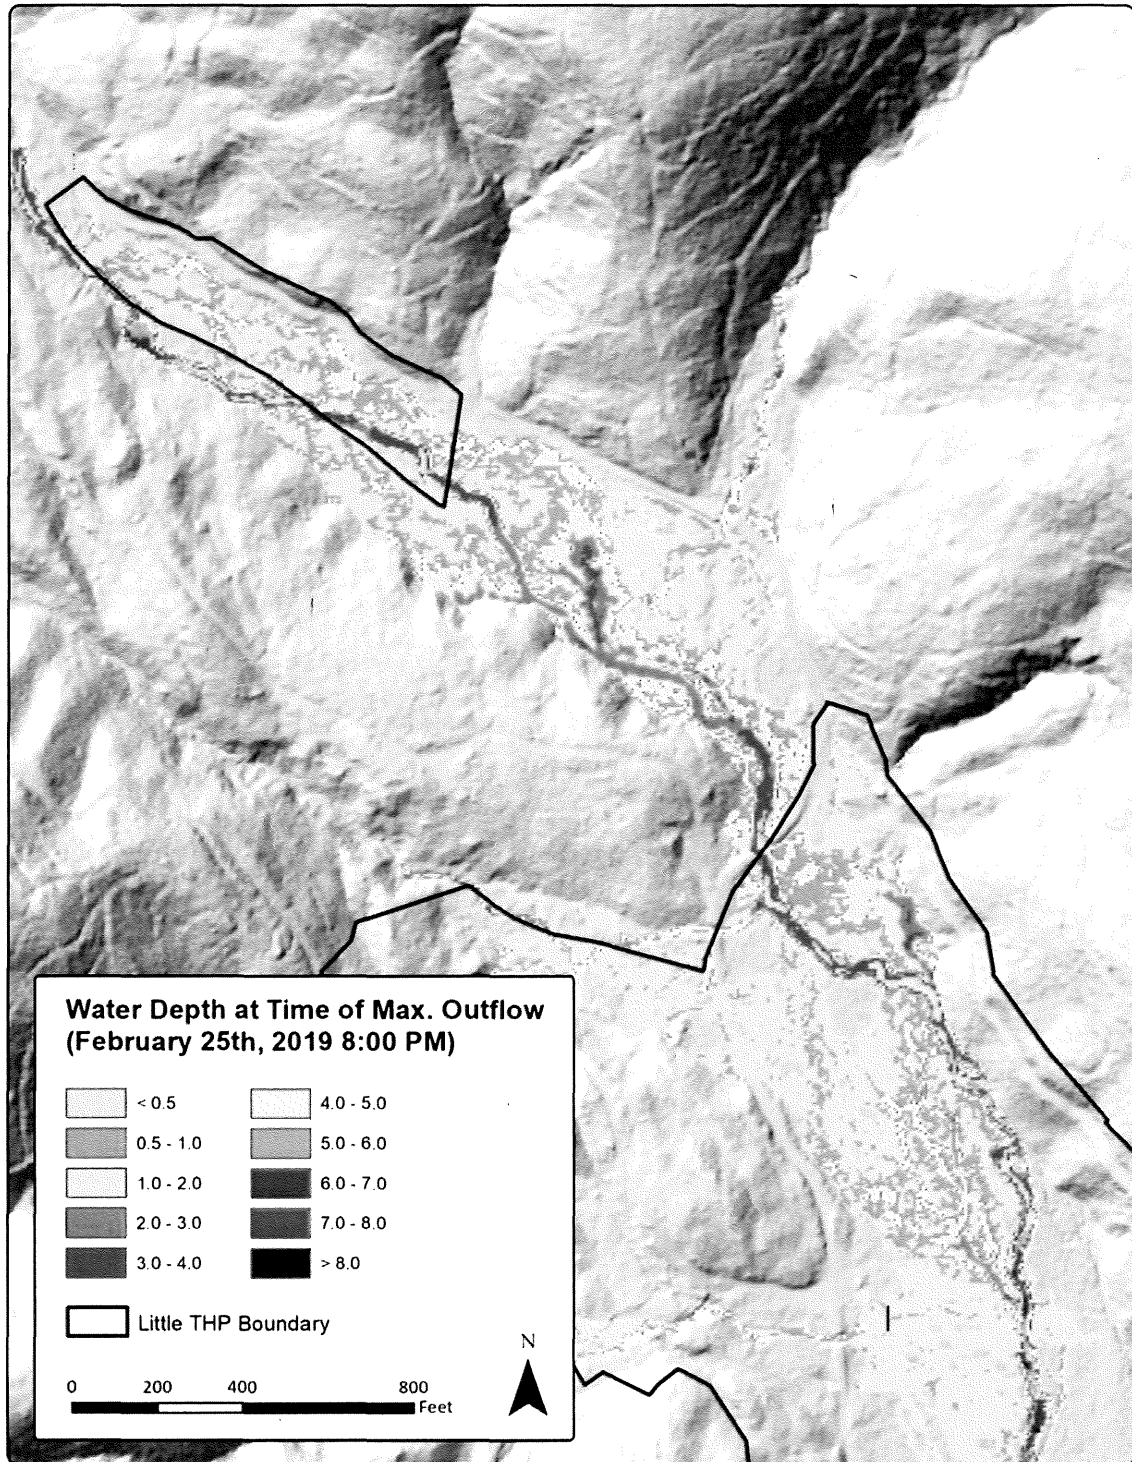 Water Depth at Time of Max. Outflow
(February 25th, 2019 8:00 PM)
< 0.5
0.5 - 1.0
1.0 - 2.0
2.0 - 3.0
3.0 - 4.0
4.0 - 5.0
5.0 - 6.0
6.0 - 7.0
7.0 - 8.0
> 8.0
Little THP Boundary
N
0 200 400 800
Feet